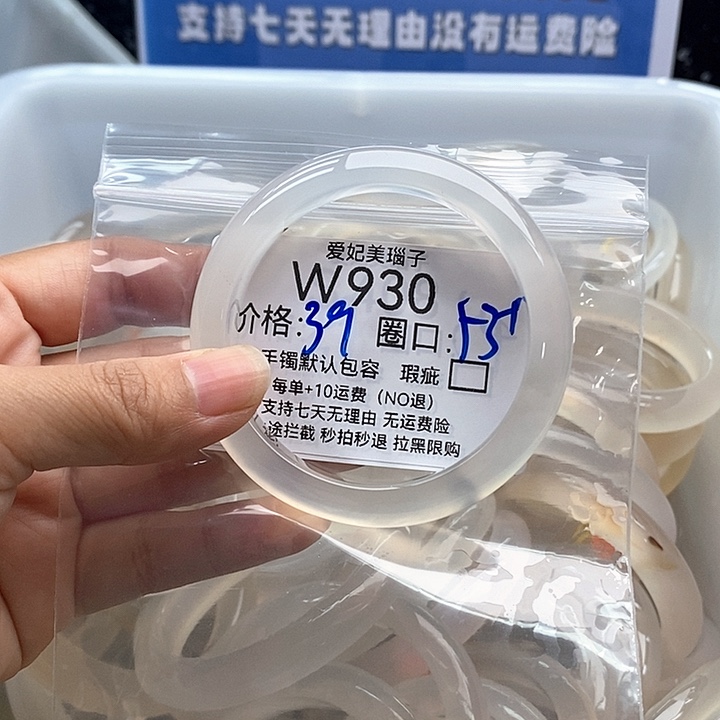 支持七天无理由没有运费险
爱妃美瑙子
W930
价格:39 圈口:53
手镯默认包容 瑕疵
每单+10运费（NO退）
支持七天无理由 无运费险
途拦截 秒拍秒退 拉黑限购